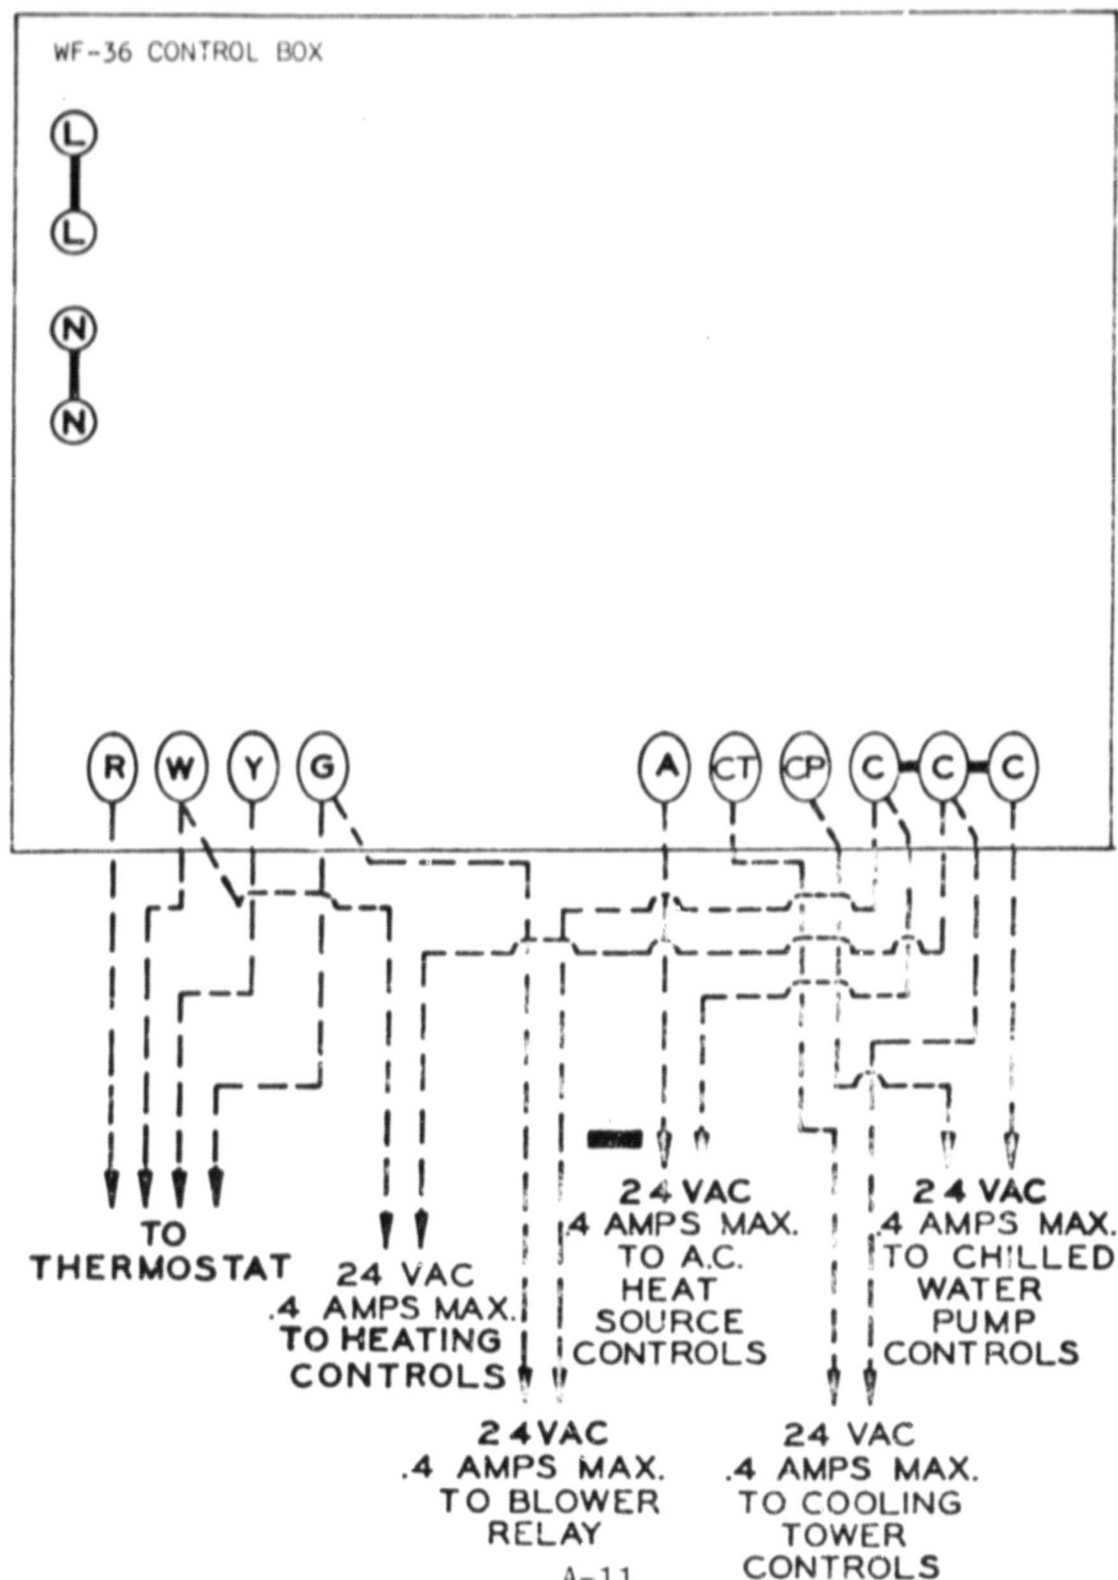 WF-36 CONTROL BOX
L
L
N
N
R W Y G A CT CP C C C
TO
THERMOSTAT
24 VAC
.4 AMPS MAX.
TO HEATING
CONTROLS
24 VAC
.4 AMPS MAX.
TO BLOWER
RELAY
24 VAC
.4 AMPS MAX.
TO A.C.
HEAT
SOURCE
CONTROLS
24 VAC
.4 AMPS MAX.
TO COOLING
TOWER
CONTROLS
24 VAC
.4 AMPS MAX.
TO CHILLED
WATER
PUMP
CONTROLS
A-11